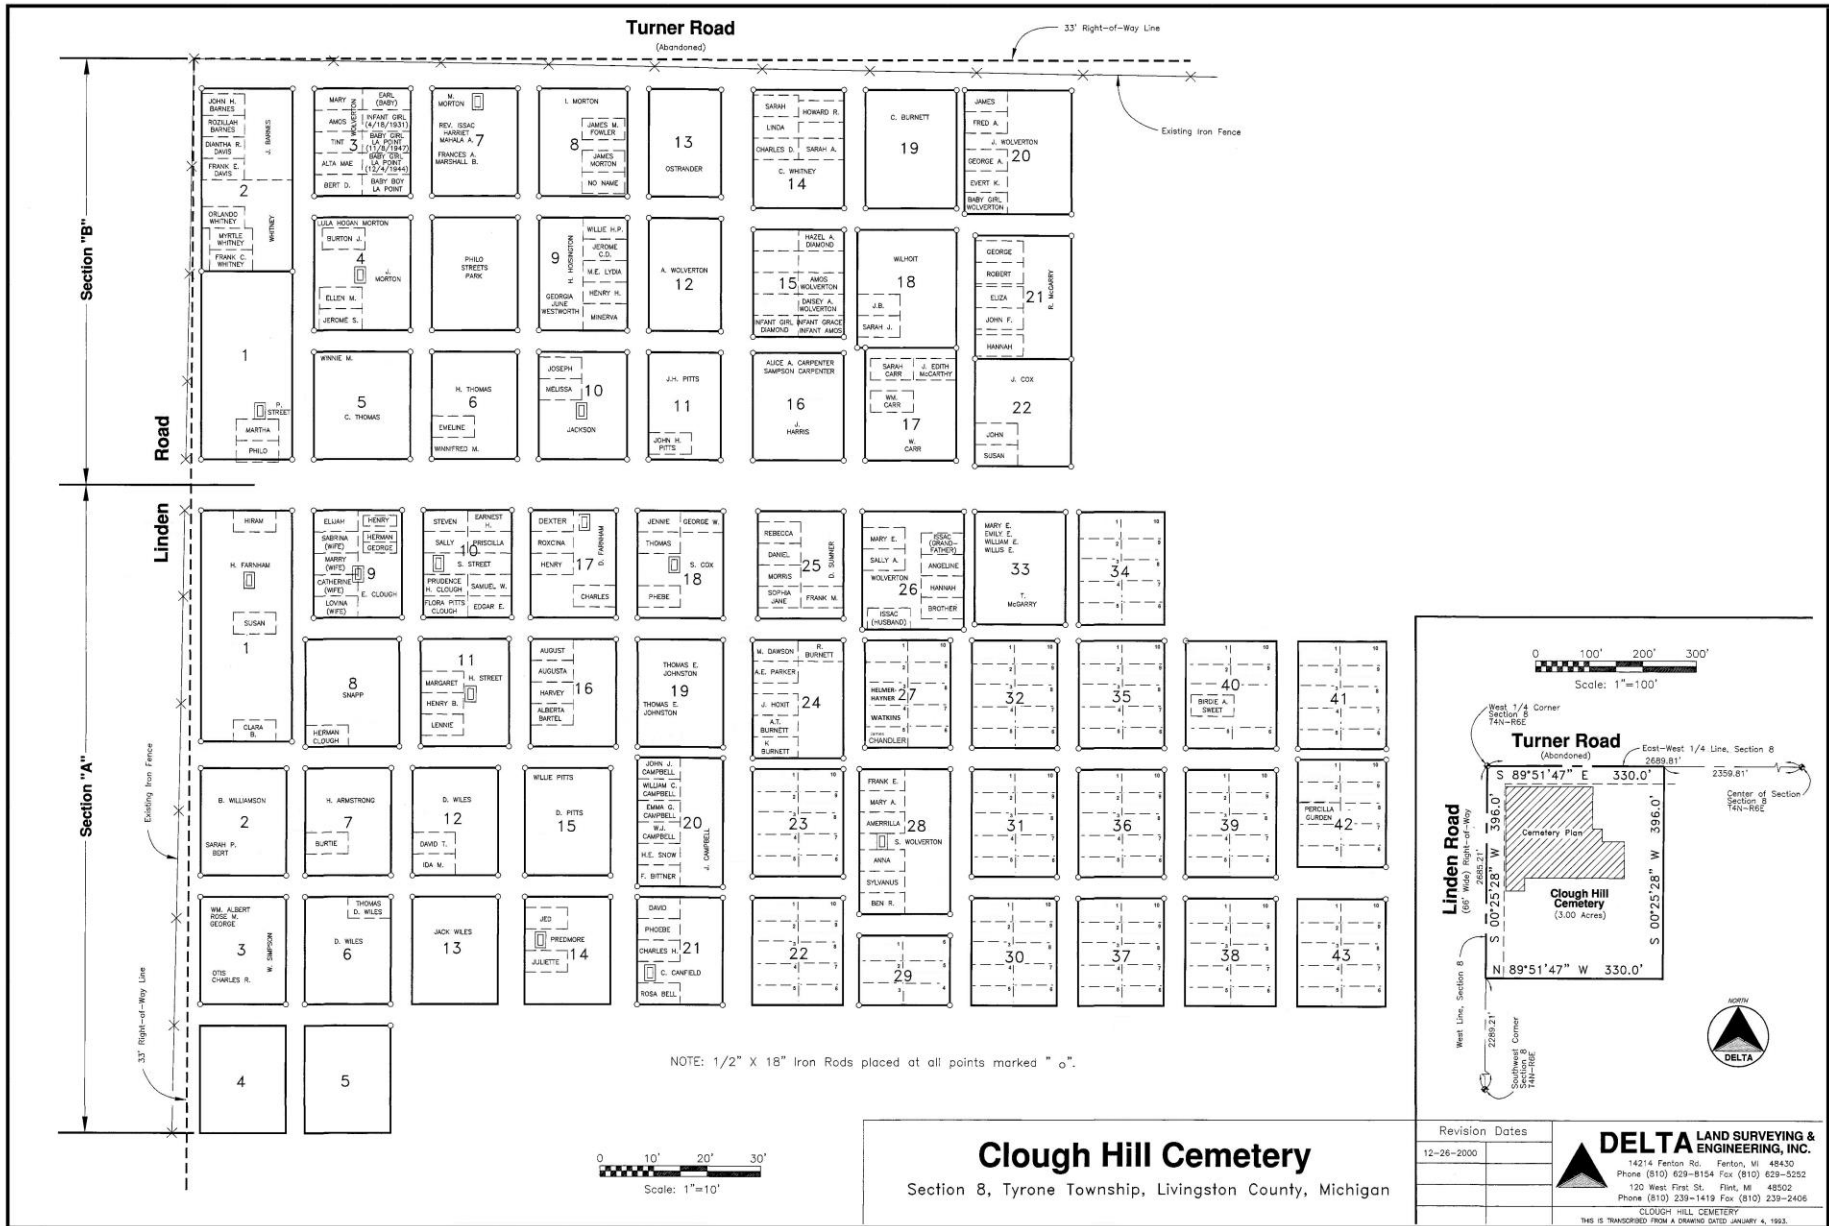 Turner Road
(Abandoned)
33' Right-of-Way Line
Existing Iron Fence
Section "B"
Linden Road
JOHN H.
BARNES
ROZILLAH
BARNES
DIANTHA R.
DAVIS
FRANK E.
DAVIS
J. BARNES
2
ORLANDO
WHITNEY
MYRTLE
WHITNEY
FRANK C.
WHITNEY
WHITNEY
MARY
AMOS
TINT
ALTA MAE
BERT D.
WOLVERTON
3
EARL
(BABY)
INFANT GIRL
(4/18/1931)
BABY GIRL
LA POINT
(11/8/1947)
BABY GIRL
LA POINT
(12/4/1944)
BABY BOY
LA POINT
M.
MORTON
REV. ISSAC
HARRIET
MAHALA A.
7
FRANCES A.
MARSHALL B.
I. MORTON
JAMES M.
FOWLER
8
JAMES
MORTON
NO NAME
13
OSTRANDER
SARAH
HOWARD R.
LINDA
CHARLES D.
SARAH A.
C. WHITNEY
14
C. BURNETT
19
JAMES
FRED A.
J. WOLVERTON
20
GEORGE A.
EVERT K.
BABY GIRL
WOLVERTON
LULA HOGAN MORTON
BURTON J.
4
J.
MORTON
ELLEN M.
JEROME S.
PHILO
STREETS
PARK
9
H. HOISINGTON
GEORGIA
JUNE
WESTWORTH
WILLIE H.P.
JEROME
C.D.
M.E. LYDIA
HENRY H.
MINERVA
A. WOLVERTON
12
HAZEL A.
DIAMOND
15
AMOS
WOLVERTON
DAISEY A.
WOLVERTON
INFANT GIRL
DIAMOND
INFANT GRACE
INFANT AMOS
WILHOIT
18
J.B.
SARAH J.
GEORGE
ROBERT
ELIZA
21
R. McGARRY
JOHN F.
HANNAH
1
P.
STREET
MARTHA
PHILO
WINNIE M.
5
C. THOMAS
H. THOMAS
6
EMELINE
WINNIFRED M.
JOSEPH
MELISSA
10
JACKSON
J.H. PITTS
11
JOHN H.
PITTS
ALICE A. CARPENTER
SAMPSON CARPENTER
16
J.
HARRIS
SARAH
CARR
J. EDITH
McCARTHY
WM.
CARR
17
W.
CARR
J. COX
22
JOHN
SUSAN
Section "A"
Existing Iron Fence
33' Right-of-Way Line
HIRAM
H. FARNHAM
SUSAN
1
CLARA
B.
ELIJAH
HENRY
SABRINA
(WIFE)
HERMAN
GEORGE
MARRY
(WIFE)
9
CATHERINE
(WIFE)
E. CLOUGH
LOVINA
(WIFE)
STEVEN
EARNEST
H.
SALLY
10
PRISCILLA
S. STREET
PRUDENCE
H. CLOUGH
SAMUEL W.
FLORA PITTS
CLOUGH
EDGAR E.
DEXTER
ROXCINA
HENRY
17
D. FARNHAM
CHARLES
JENNIE
GEORGE W.
THOMAS
S. COX
18
PHEBE
REBECCA
DANIEL
25
D. SUMNER
MORRIS
SOPHIA
JANE
FRANK M.
MARY E.
ISSAC
(GRAND-
FATHER)
SALLY A.
ANGELINE
WOLVERTON
26
HANNAH
BROTHER
ISSAC
(HUSBAND)
MARY E.
EMILY E.
WILLIAM E.
WILLIS E.
33
T.
McGARRY
34
8
SNAPP
HERMAN
CLOUGH
11
MARGARET
H. STREET
HENRY B.
LENNIE
AUGUST
AUGUSTA
16
HARVEY
ALBERTA
BARTEL
THOMAS E.
JOHNSTON
19
THOMAS E.
JOHNSTON
M. DAWSON
R.
BURNETT
A.E. PARKER
J. HOXIT
24
A.T.
BURNETT
K
BURNETT
HELMER-
HAYNER
27
WATKINS
James
CHANDLER
32
35
40
BIRDIE A.
SWEET
41
B. WILLIAMSON
2
SARAH P.
BERT
H. ARMSTRONG
7
BURTIE
D. WILES
12
DAVID T.
IDA M.
WILLIE PITTS
D. PITTS
15
JOHN J.
CAMPBELL
WILLIAM C.
CAMPBELL
EMMA G.
CAMPBELL
W.J.
CAMPBELL
20
H.E. SNOW
F. BITTNER
J. CAMPBELL
23
FRANK E.
MARY A.
AMERRILLA
28
S. WOLVERTON
ANNA
SYLVANUS
BEN R.
31
36
39
PERCILLA
GURDEN
42
WM. ALBERT
ROSE M.
GEORGE
3
W. SIMPSON
OTIS
CHARLES R.
THOMAS
D. WILES
D. WILES
6
JACK WILES
13
JED
PREDMORE
JULIETTE
14
DAVID
PHOEBE
CHARLES H.
21
C. CANFIELD
ROSA BELL
22
29
30
37
38
43
4
5
NOTE: 1/2" X 18" Iron Rods placed at all points marked " o".
0 10' 20' 30'
Scale: 1"=10'
0 100' 200' 300'
Scale: 1"=100'
West 1/4 Corner
Section 8
T4N-R6E
Turner Road
(Abandoned)
East-West 1/4 Line, Section 8
2689.81'
S 89°51'47" E 330.0'
2359.81'
Center of Section
Section 8
T4N-R6E
Linden Road
(66' Wide) Right-of-Way
2685.21'
S 00°25'28" W 396.0'
Cemetery Plan
Clough Hill
Cemetery
(3.00 Acres)
S 00°25'28" W 396.0'
N 89°51'47" W 330.0'
West Line, Section 8
2289.21'
Southwest Corner
Section 8
T4N-R6E
NORTH
DELTA
Clough Hill Cemetery
Section 8, Tyrone Township, Livingston County, Michigan
Revision Dates
12-26-2000
DELTA LAND SURVEYING &
ENGINEERING, INC.
14214 Fenton Rd. Fenton, MI 48430
Phone (810) 629-8154 Fax (810) 629-5252
120 West First St. Flint, MI 48502
Phone (810) 239-1419 Fax (810) 239-2406
CLOUGH HILL CEMETERY
THIS IS TRANSCRIBED FROM A DRAWING DATED JANUARY 4, 1993.